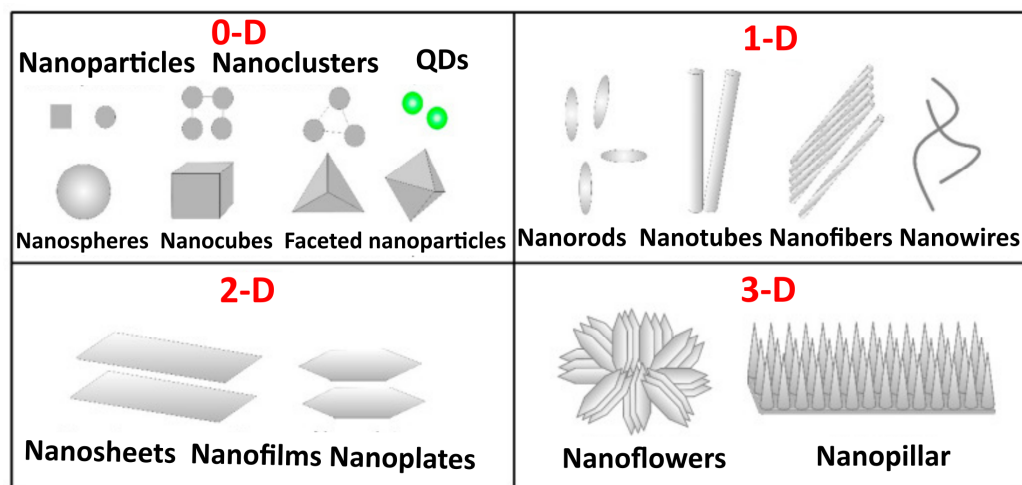 0-D
Nanoparticles Nanoclusters QDs
Nanospheres Nanocubes Faceted nanoparticles
1-D
Nanorods Nanotubes Nanofibers Nanowires
2-D
Nanosheets Nanofilms Nanoplates
3-D
Nanoflowers Nanopillar